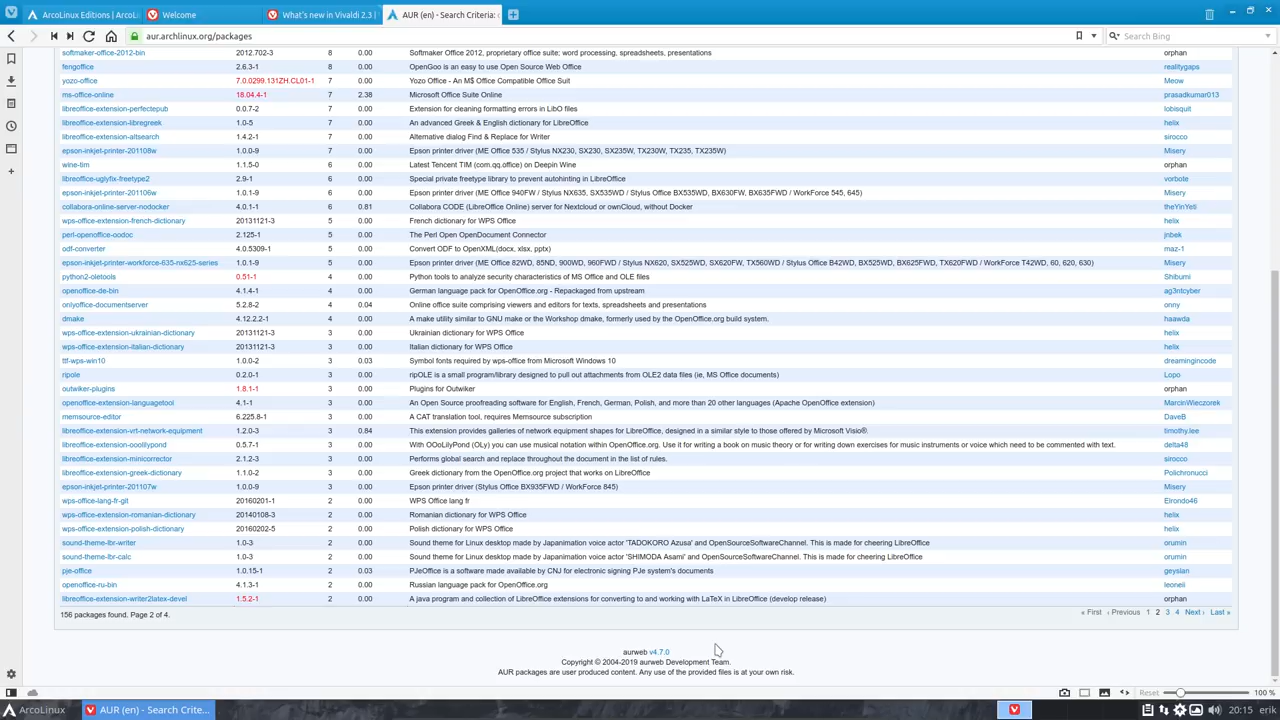 ArcoLinux Editions | ArcoLi
Welcome
What's new in Vivaldi 2.3 |
AUR (en) - Search Criteria:
aur.archlinux.org/packages
Search Bing
softmaker-office-2012-bin 2012.702-3 8 0.00 Softmaker Office 2012, proprietary office suite; word processing, spreadsheets, presentations orphan
fengoffice 2.6.3-1 8 0.00 OpenGoo is an easy to use Open Source Web Office realitygaps
yozo-office 7.0.0299.131ZH.CL01-1 7 0.00 Yozo Office - An M$ Office Compatible Office Suit Meow
ms-office-online 18.04.4-1 7 2.38 Microsoft Office Suite Online prasadkumar013
libreoffice-extension-perfectepub 0.0.7-2 7 0.00 Extension for cleaning formatting errors in LibO files lobisquit
libreoffice-extension-libregreek 1.0-5 7 0.00 An advanced Greek & English dictionary for LibreOffice helix
libreoffice-extension-altsearch 1.4.2-1 7 0.00 Alternative dialog Find & Replace for Writer sirocco
epson-inkjet-printer-201108w 1.0.0-9 7 0.00 Epson printer driver (ME Office 535 / Stylus NX230, SX230, SX235W, TX230W, TX235, TX235W) Misery
wine-tim 1.1.5-0 6 0.00 Latest Tencent TIM (com.qq.office) on Deepin Wine orphan
libreoffice-uglyfix-freetype2 2.9-1 6 0.00 Special private freetype library to prevent autohinting in LibreOffice vorbote
epson-inkjet-printer-201106w 1.0.1-9 6 0.00 Epson printer driver (ME Office 940FW / Stylus NX635, SX535WD / Stylus Office BX535WD, BX630FW, BX635FWD / WorkForce 545, 645) Misery
collabora-online-server-nodocker 4.0.1-1 6 0.81 Collabora CODE (LibreOffice Online) server for Nextcloud or ownCloud, without Docker theYinYeti
wps-office-extension-french-dictionary 20131121-3 5 0.00 French dictionary for WPS Office helix
perl-openoffice-oodoc 2.125-1 5 0.00 The Perl Open OpenDocument Connector jnbek
odf-converter 4.0.5309-1 5 0.00 Convert ODF to OpenXML(docx, xlsx, pptx) maz-1
epson-inkjet-printer-workforce-635-nx625-series 1.0.1-9 5 0.00 Epson printer driver (ME Office 82WD, 85ND, 900WD, 960FWD / Stylus NX620, SX525WD, SX620FW, TX560WD / Stylus Office B42WD, BX525WD, BX625FWD, TX620FWD / WorkForce T42WD, 60, 620, 630) Misery
python2-oletools 0.51-1 4 0.00 Python tools to analyze security characteristics of MS Office and OLE files Shibumi
openoffice-de-bin 4.1.4-1 4 0.00 German language pack for OpenOffice.org - Repackaged from upstream ag3ntcyber
onlyoffice-documentserver 5.2.8-2 4 0.04 Online office suite comprising viewers and editors for texts, spreadsheets and presentations onny
dmake 4.12.2.2-1 4 0.00 A make utility similar to GNU make or the Workshop dmake, formerly used by the OpenOffice.org build system. haawda
wps-office-extension-ukrainian-dictionary 20131121-3 3 0.00 Ukrainian dictionary for WPS Office helix
wps-office-extension-italian-dictionary 20131121-3 3 0.00 Italian dictionary for WPS Office helix
ttf-wps-win10 1.0.0-2 3 0.03 Symbol fonts required by wps-office from Microsoft Windows 10 dreamingincode
ripole 0.2.0-1 3 0.00 ripOLE is a small program/library designed to pull out attachments from OLE2 data files (ie, MS Office documents) Lopo
outwiker-plugins 1.8.1-1 3 0.00 Plugins for Outwiker orphan
openoffice-extension-languagetool 4.1-1 3 0.00 An Open Source proofreading software for English, French, German, Polish, and more than 20 other languages (Apache OpenOffice extension) MarcinWieczorek
memsource-editor 6.225.8-1 3 0.00 A CAT translation tool, requires Memsource subscription DaveB
libreoffice-extension-vrt-network-equipment 1.2.0-3 3 0.84 This extension provides galleries of network equipment shapes for LibreOffice, designed in a similar style to those offered by Microsoft Visio®. timothy.lee
libreoffice-extension-ooolilypond 0.5.7-1 3 0.00 With OOoLilyPond (OLy) you can use musical notation within OpenOffice.org. Use it for writing a book on music theory or for writing down exercises for music instruments or voice which need to be commented with text. delta48
libreoffice-extension-minicorrector 2.1.2-3 3 0.00 Performs global search and replace throughout the document in the list of rules. sirocco
libreoffice-extension-greek-dictionary 1.1.0-2 3 0.00 Greek dictionary from the OpenOffice.org project that works on LibreOffice Polichronucci
epson-inkjet-printer-201107w 1.0.0-9 3 0.00 Epson printer driver (Stylus Office BX935FWD / WorkForce 845) Misery
wps-office-lang-fr-git 20160201-1 2 0.00 WPS Office lang fr Elrondo46
wps-office-extension-romanian-dictionary 20140108-3 2 0.00 Romanian dictionary for WPS Office helix
wps-office-extension-polish-dictionary 20160202-5 2 0.00 Polish dictionary for WPS Office helix
sound-theme-lbr-writer 1.0-3 2 0.00 Sound theme for Linux desktop made by Japanimation voice actor 'TADOKORO Azusa' and OpenSourceSoftwareChannel. This is made for cheering LibreOffice orumin
sound-theme-lbr-calc 1.0-3 2 0.00 Sound theme for Linux desktop made by Japanimation voice actor 'SHIMODA Asami' and OpenSourceSoftwareChannel. This is made for cheering LibreOffice orumin
pje-office 1.0.15-1 2 0.03 PJeOffice is a software made available by CNJ for electronic signing PJe system's documents geyslan
openoffice-ru-bin 4.1.3-1 2 0.00 Russian language pack for OpenOffice.org leoneii
libreoffice-extension-writer2latex-devel 1.5.2-1 2 0.00 A java program and collection of LibreOffice extensions for converting to and working with LaTeX in LibreOffice (develop release) orphan
156 packages found. Page 2 of 4. « First ‹ Previous 1 2 3 4 Next › Last »
aurweb v4.7.0
Copyright © 2004-2019 aurweb Development Team.
AUR packages are user produced content. Any use of the provided files is at your own risk.
Reset 100 %
ArcoLinux AUR (en) - Search Crite... 20:15 erik